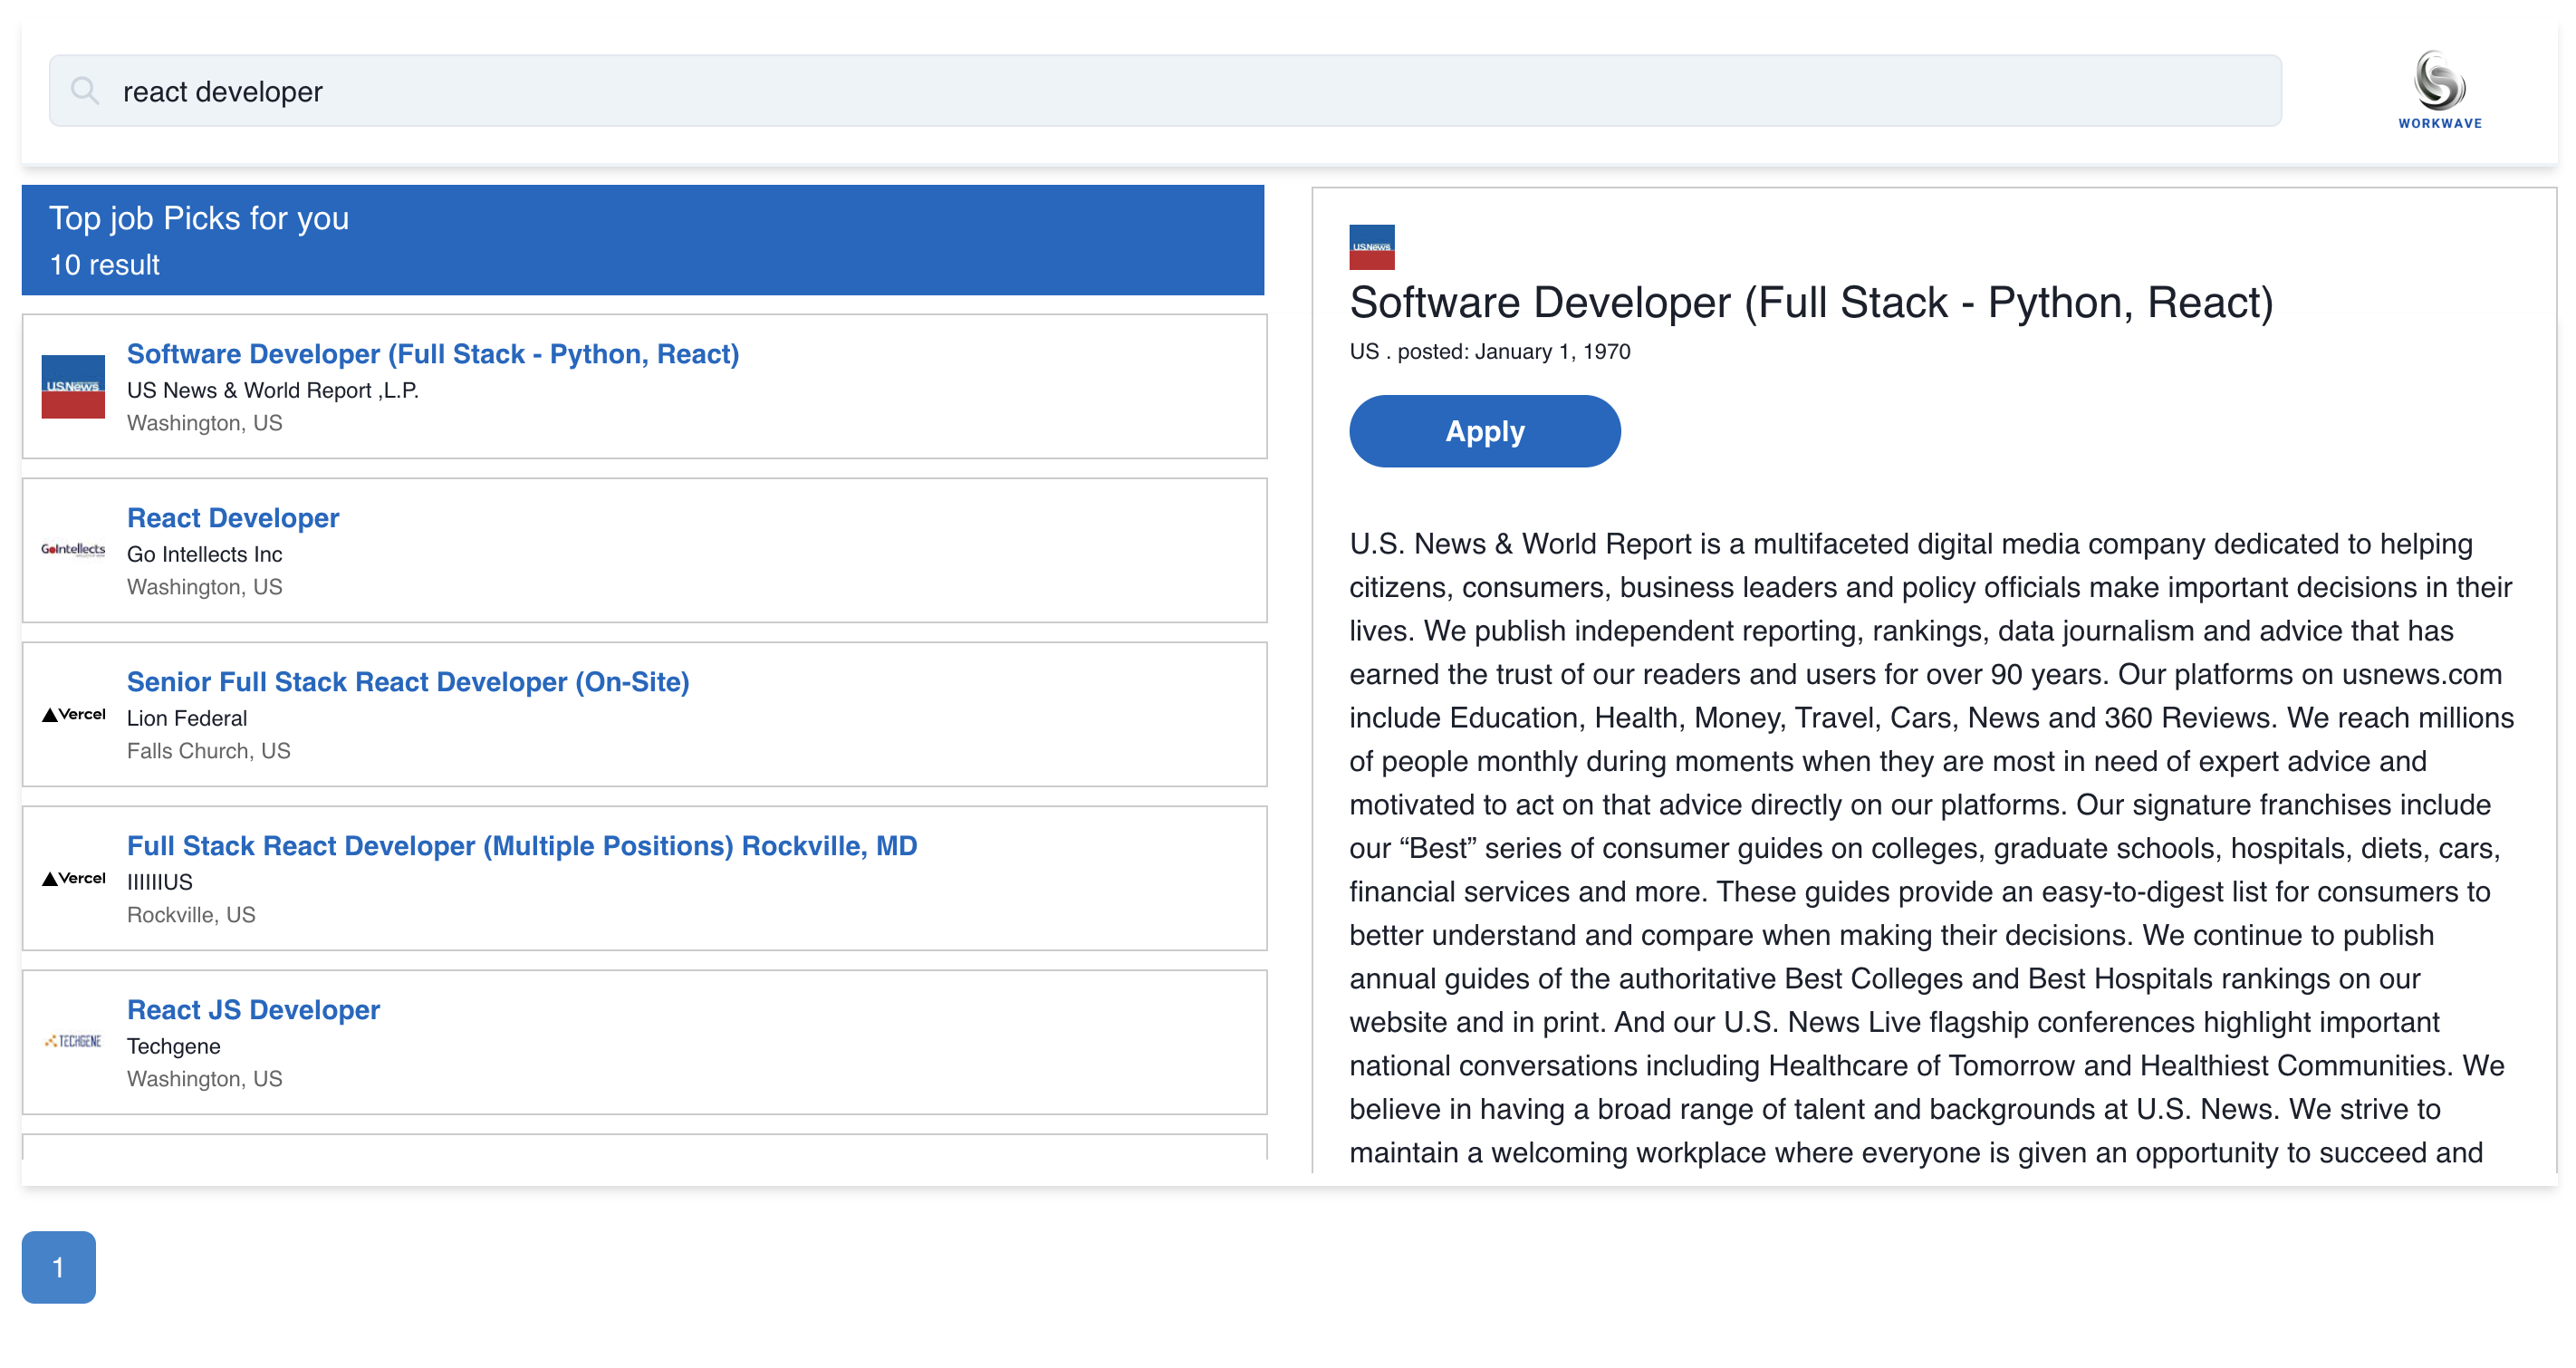 react developer
WORKWAVE
Top job Picks for you
10 result
U.S.News
Software Developer (Full Stack - Python, React)
US News & World Report ,L.P.
Washington, US
GoIntellects
React Developer
Go Intellects Inc
Washington, US
Vercel
Senior Full Stack React Developer (On-Site)
Lion Federal
Falls Church, US
Vercel
Full Stack React Developer (Multiple Positions) Rockville, MD
IIIIIIUS
Rockville, US
TECHGENE
React JS Developer
Techgene
Washington, US
U.S.News
Software Developer (Full Stack - Python, React)
US . posted: January 1, 1970
Apply
U.S. News & World Report is a multifaceted digital media company dedicated to helping
citizens, consumers, business leaders and policy officials make important decisions in their
lives. We publish independent reporting, rankings, data journalism and advice that has
earned the trust of our readers and users for over 90 years. Our platforms on usnews.com
include Education, Health, Money, Travel, Cars, News and 360 Reviews. We reach millions
of people monthly during moments when they are most in need of expert advice and
motivated to act on that advice directly on our platforms. Our signature franchises include
our “Best” series of consumer guides on colleges, graduate schools, hospitals, diets, cars,
financial services and more. These guides provide an easy-to-digest list for consumers to
better understand and compare when making their decisions. We continue to publish
annual guides of the authoritative Best Colleges and Best Hospitals rankings on our
website and in print. And our U.S. News Live flagship conferences highlight important
national conversations including Healthcare of Tomorrow and Healthiest Communities. We
believe in having a broad range of talent and backgrounds at U.S. News. We strive to
maintain a welcoming workplace where everyone is given an opportunity to succeed and
1